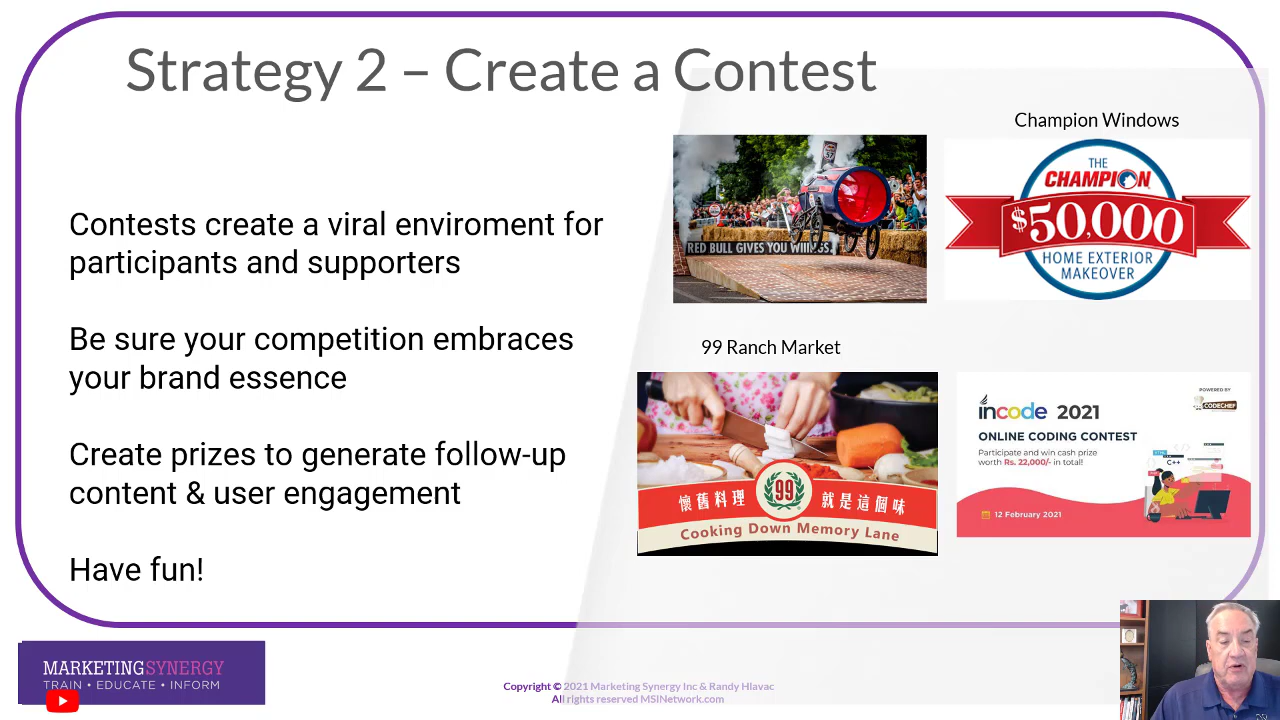 Strategy 2 – Create a Contest
Contests create a viral enviroment for
participants and supporters
Be sure your competition embraces
your brand essence
Create prizes to generate follow-up
content & user engagement
Have fun!
RED BULL GIVES YOU WIIINGS.
Champion Windows
THE
CHAMPION
$50,000
HOME EXTERIOR
MAKEOVER
99 Ranch Market
懷舊料理 99 就是這個味
Cooking Down Memory Lane
POWERED BY
CODECHEF
incode 2021
ONLINE CODING CONTEST
Participate and win cash prize
worth Rs. 22,000/- in total!
C++
12 February 2021
MARKETINGSYNERGY
TRAIN • EDUCATE • INFORM
Copyright © 2021 Marketing Synergy Inc & Randy Hlavac
All rights reserved MSINetwork.com